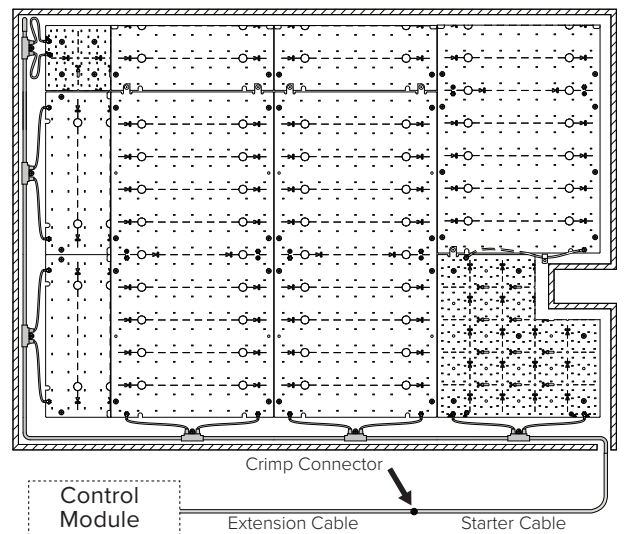 Crimp Connector
Control
Module
Extension Cable
Starter Cable